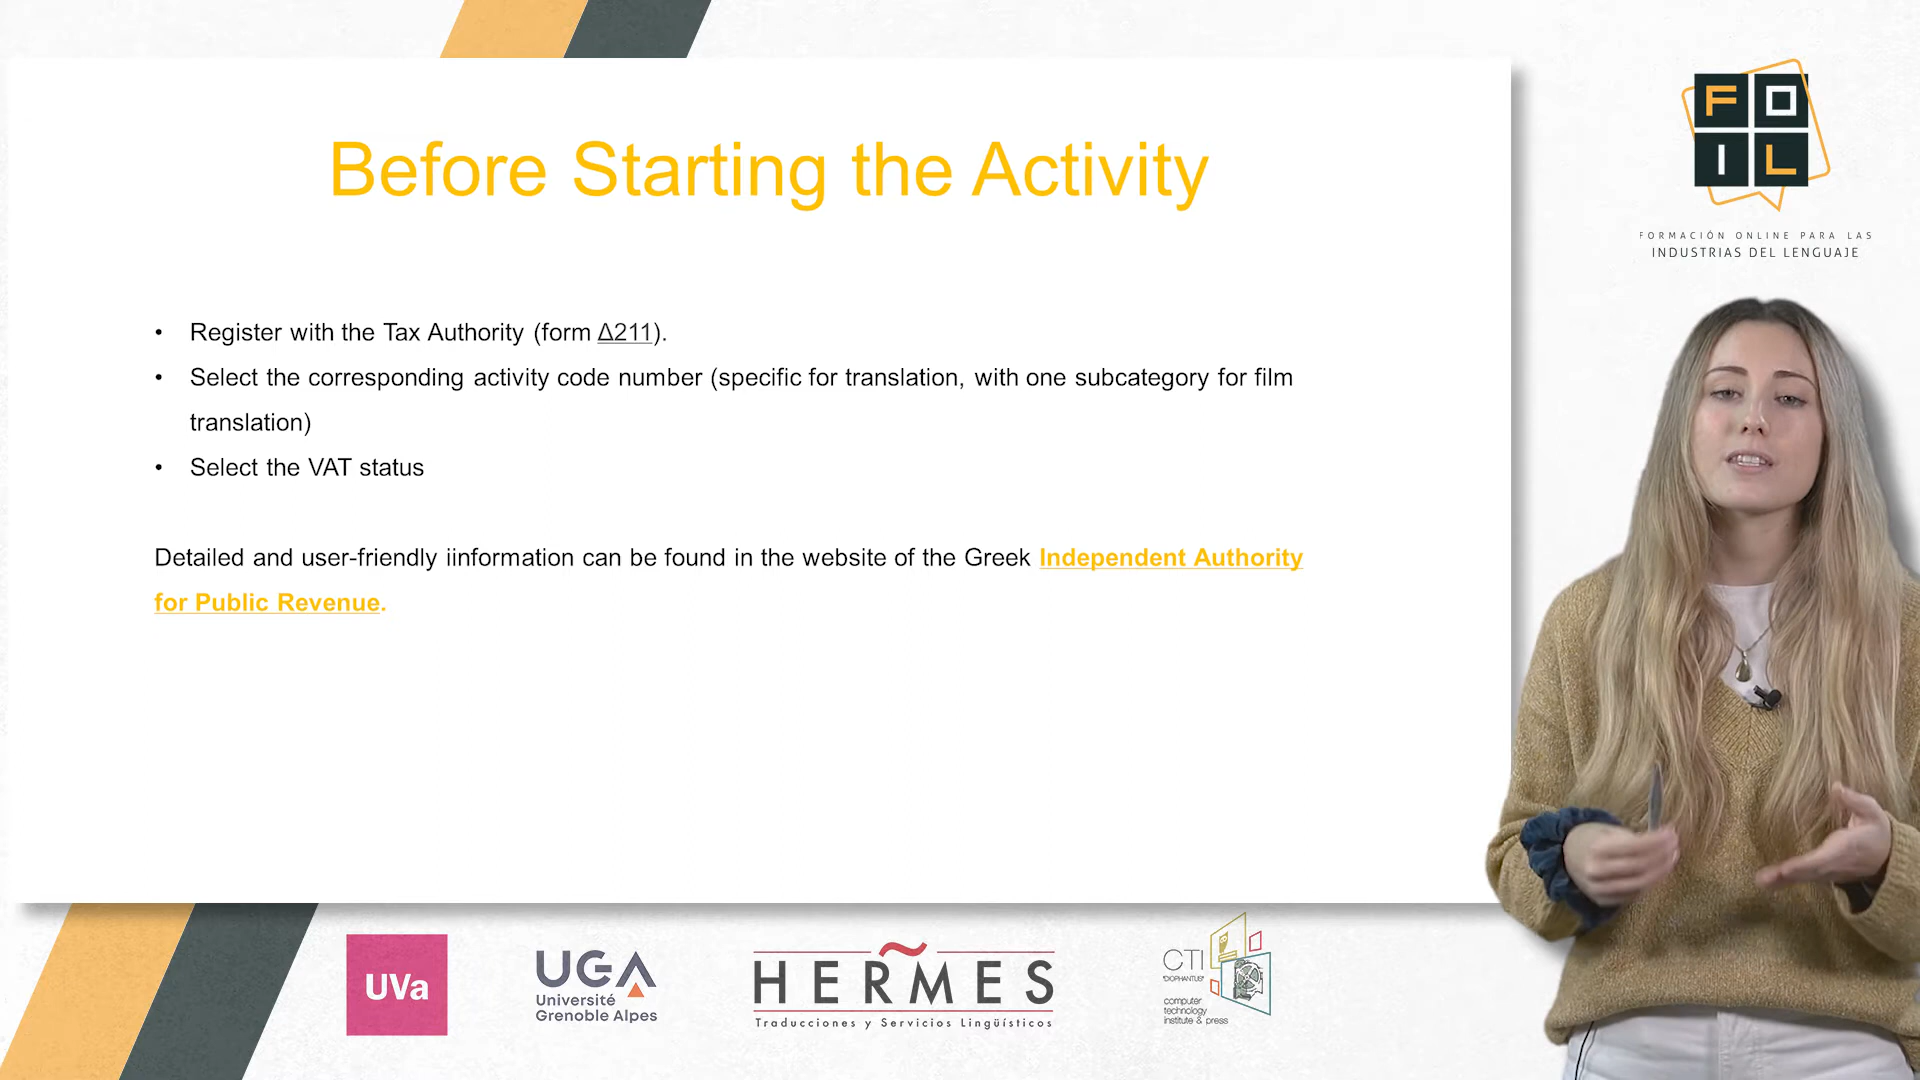 Before Starting the Activity
• Register with the Tax Authority (form Δ211).
• Select the corresponding activity code number (specific for translation, with one subcategory for film
translation)
• Select the VAT status
Detailed and user-friendly iinformation can be found in the website of the Greek Independent Authority
for Public Revenue.
F O
I L
FORMACIÓN ONLINE PARA LAS
INDUSTRIAS DEL LENGUAJE
UVa
UGA
Université
Grenoble Alpes
HERMES
Traducciones y Servicios Lingüísticos
CTI
"DIOPHANTUS"
computer
technology
institute & press